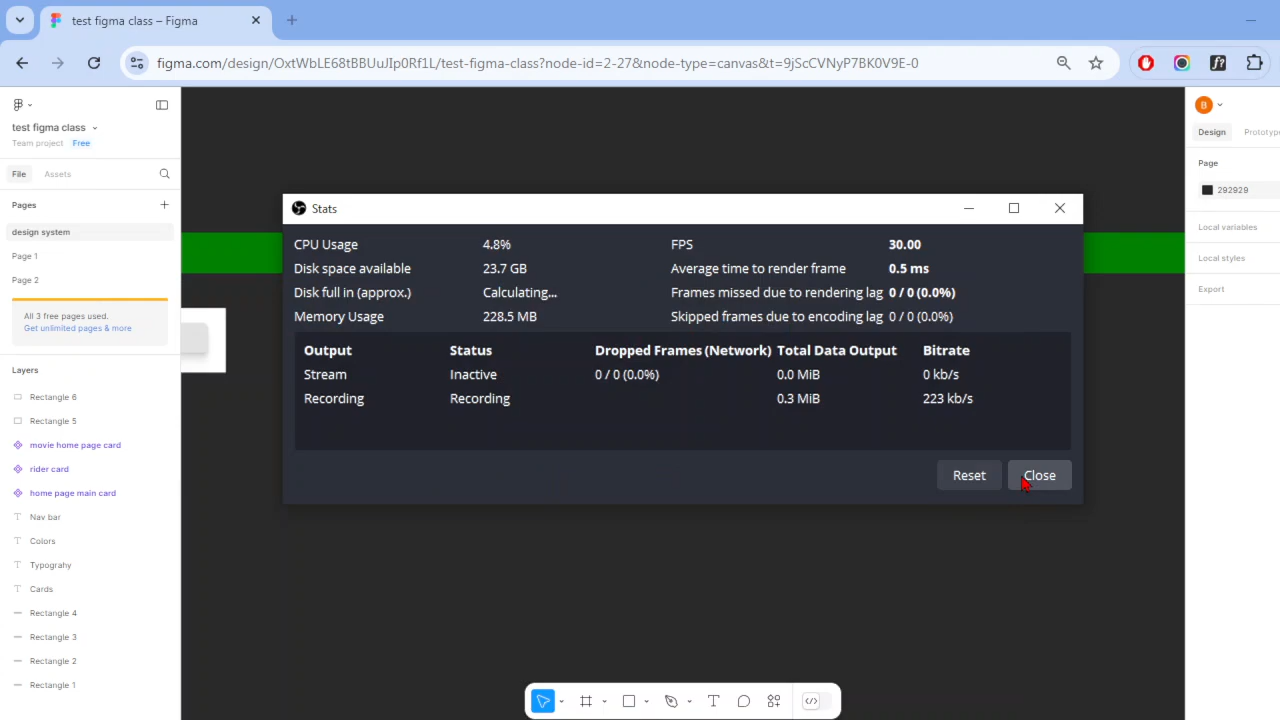 test figma class – Figma
figma.com/design/OxtWbLE68tBBUuJIp0Rf1L/test-figma-class?node-id=2-27&node-type=canvas&t=9jScCVNyP7BK0V9E-0
test figma class
Team project Free
File Assets
Pages
design system
Page 1
Page 2
All 3 free pages used.
Get unlimited pages & more
Layers
Rectangle 6
Rectangle 5
movie home page card
rider card
home page main card
Nav bar
Colors
Typograhy
Cards
Rectangle 4
Rectangle 3
Rectangle 2
Rectangle 1
Stats
CPU Usage 4.8% FPS 30.00
Disk space available 23.7 GB Average time to render frame 0.5 ms
Disk full in (approx.) Calculating... Frames missed due to rendering lag 0 / 0 (0.0%)
Memory Usage 228.5 MB Skipped frames due to encoding lag 0 / 0 (0.0%)
Output Status Dropped Frames (Network) Total Data Output Bitrate
Stream Inactive 0 / 0 (0.0%) 0.0 MiB 0 kb/s
Recording Recording 0.3 MiB 223 kb/s
Reset Close
B
Design Prototype
Page
292929
Local variables
Local styles
Export